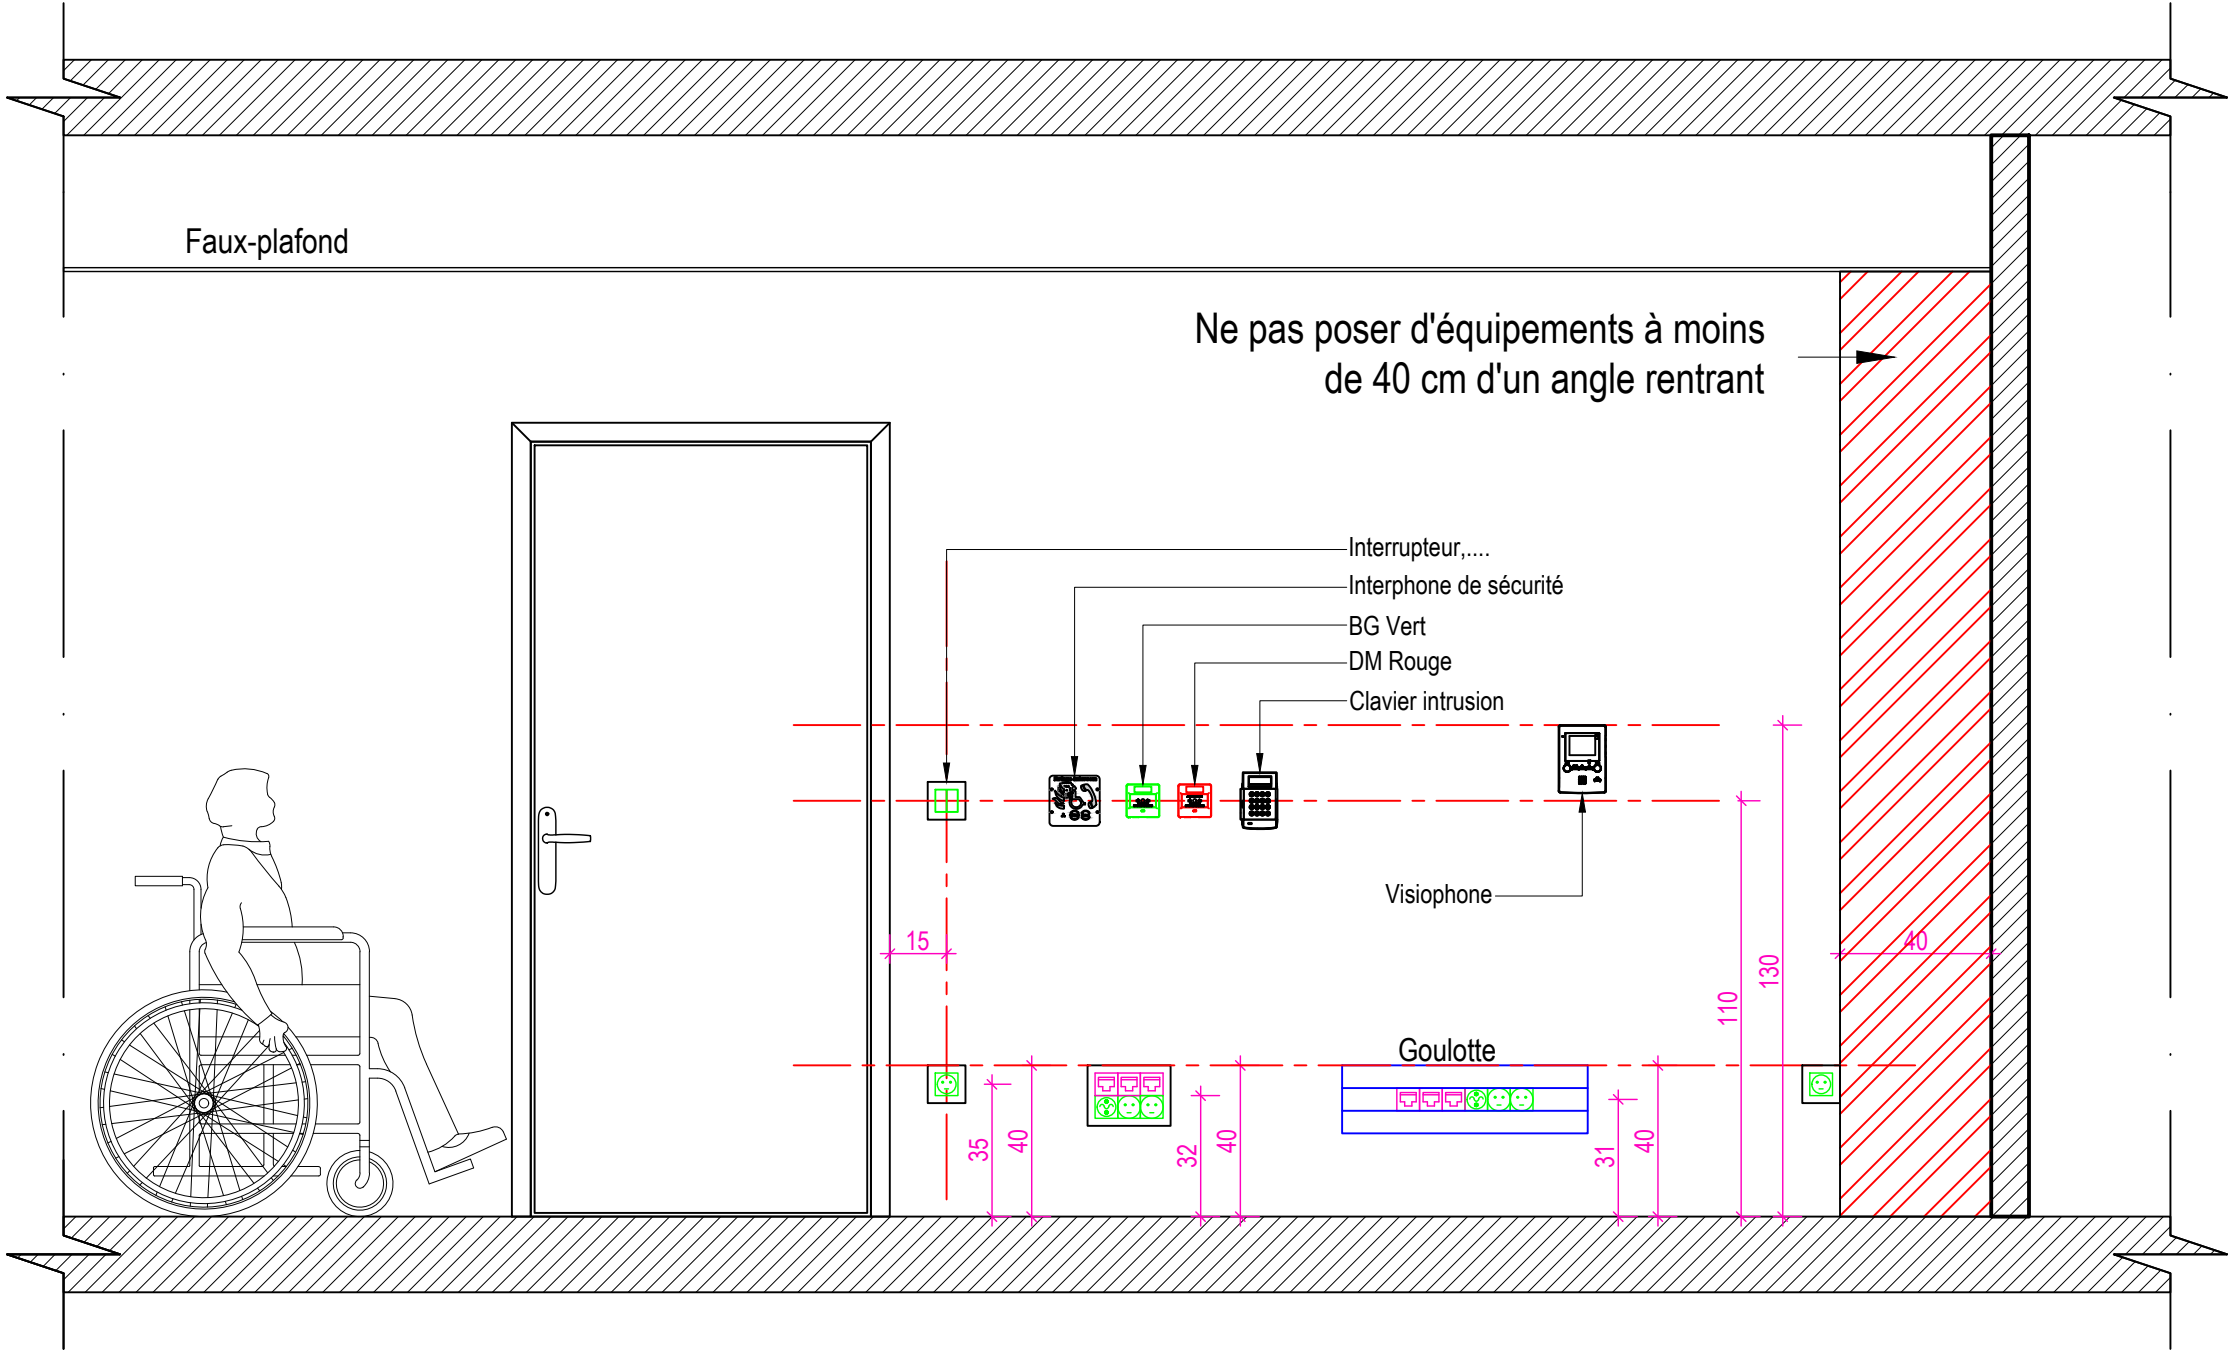 Faux-plafond
Ne pas poser d'équipements à moins
de 40 cm d'un angle rentrant
Interrupteur,....
Interphone de sécurité
BG Vert
DM Rouge
Clavier intrusion
Visiophone
15
40
130
110
Goulotte
35
40
32
40
31
40